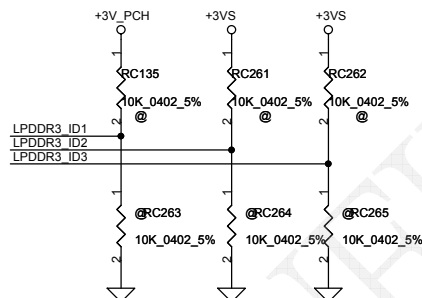 +3V_PCH +3VS +3VS
1 1 1
RC135 RC261 RC262
10K_0402_5% 10K_0402_5% 10K_0402_5%
2 @ 2 @ 2 @
LPDDR3_ID1
LPDDR3_ID2
LPDDR3_ID3
1 1 1
@RC263 @RC264 @RC265
10K_0402_5% 10K_0402_5% 10K_0402_5%
2 2 2